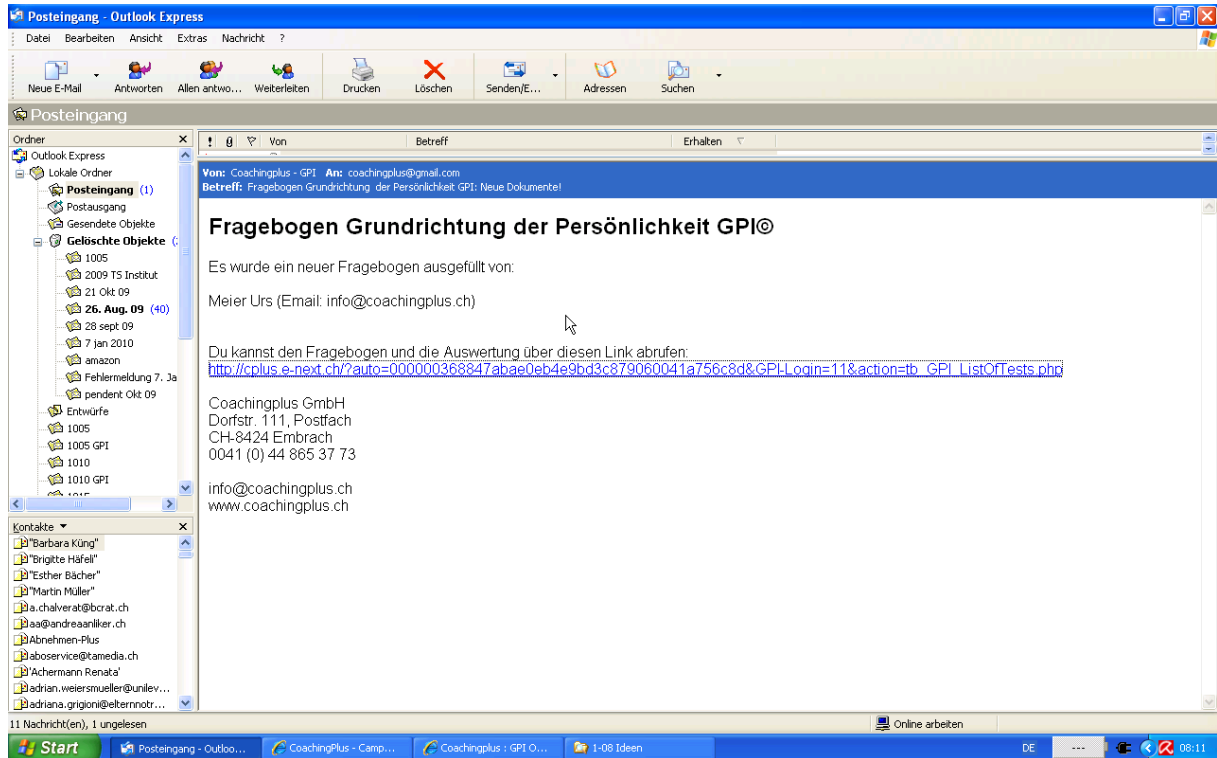 Posteingang - Outlook Express
Datei Bearbeiten Ansicht Extras Nachricht ?
Neue E-Mail Antworten Allen antwo... Weiterleiten Drucken Löschen Senden/E... Adressen Suchen
Posteingang
Ordner
Outlook Express
Lokale Ordner
Posteingang (1)
Postausgang
Gesendete Objekte
Gelöschte Objekte
1005
2009 TS Institut
21 Okt 09
26. Aug. 09 (40)
28 sept 09
7 jan 2010
amazon
Fehlermeldung 7. Ja
pendent Okt 09
Entwürfe
1005
1005 GPI
1010
1010 GPI
Kontakte
"Barbara Küng"
"Brigitte Häfeli"
"Esther Bächer"
"Martin Müller"
a.chalverat@bcrat.ch
aa@andreaanliker.ch
Abnehmen-Plus
aboservice@tamedia.ch
'Achermann Renata'
adrian.weiersmueller@unilev...
adriana.grigioni@elternnotr...
! Von Betreff Erhalten
Von: Coachingplus - GPI An: coachingplus@gmail.com
Betreff: Fragebogen Grundrichtung der Persönlichkeit GPI: Neue Dokumente!
Fragebogen Grundrichtung der Persönlichkeit GPI©
Es wurde ein neuer Fragebogen ausgefüllt von:
Meier Urs (Email: info@coachingplus.ch)
Du kannst den Fragebogen und die Auswertung über diesen Link abrufen:
http://cplus.e-next.ch/?auto=000000368847abae0eb4e9bd3c879060041a756c8d&GPI-Login=11&action=tb_GPI_ListOfTests.php
Coachingplus GmbH
Dorfstr. 111, Postfach
CH-8424 Embrach
0041 (0) 44 865 37 73
info@coachingplus.ch
www.coachingplus.ch
11 Nachricht(en), 1 ungelesen
Online arbeiten
Start Posteingang - Outloo... CoachingPlus - Camp... Coachingplus : GPI O... 1-08 Ideen DE --- 08:11